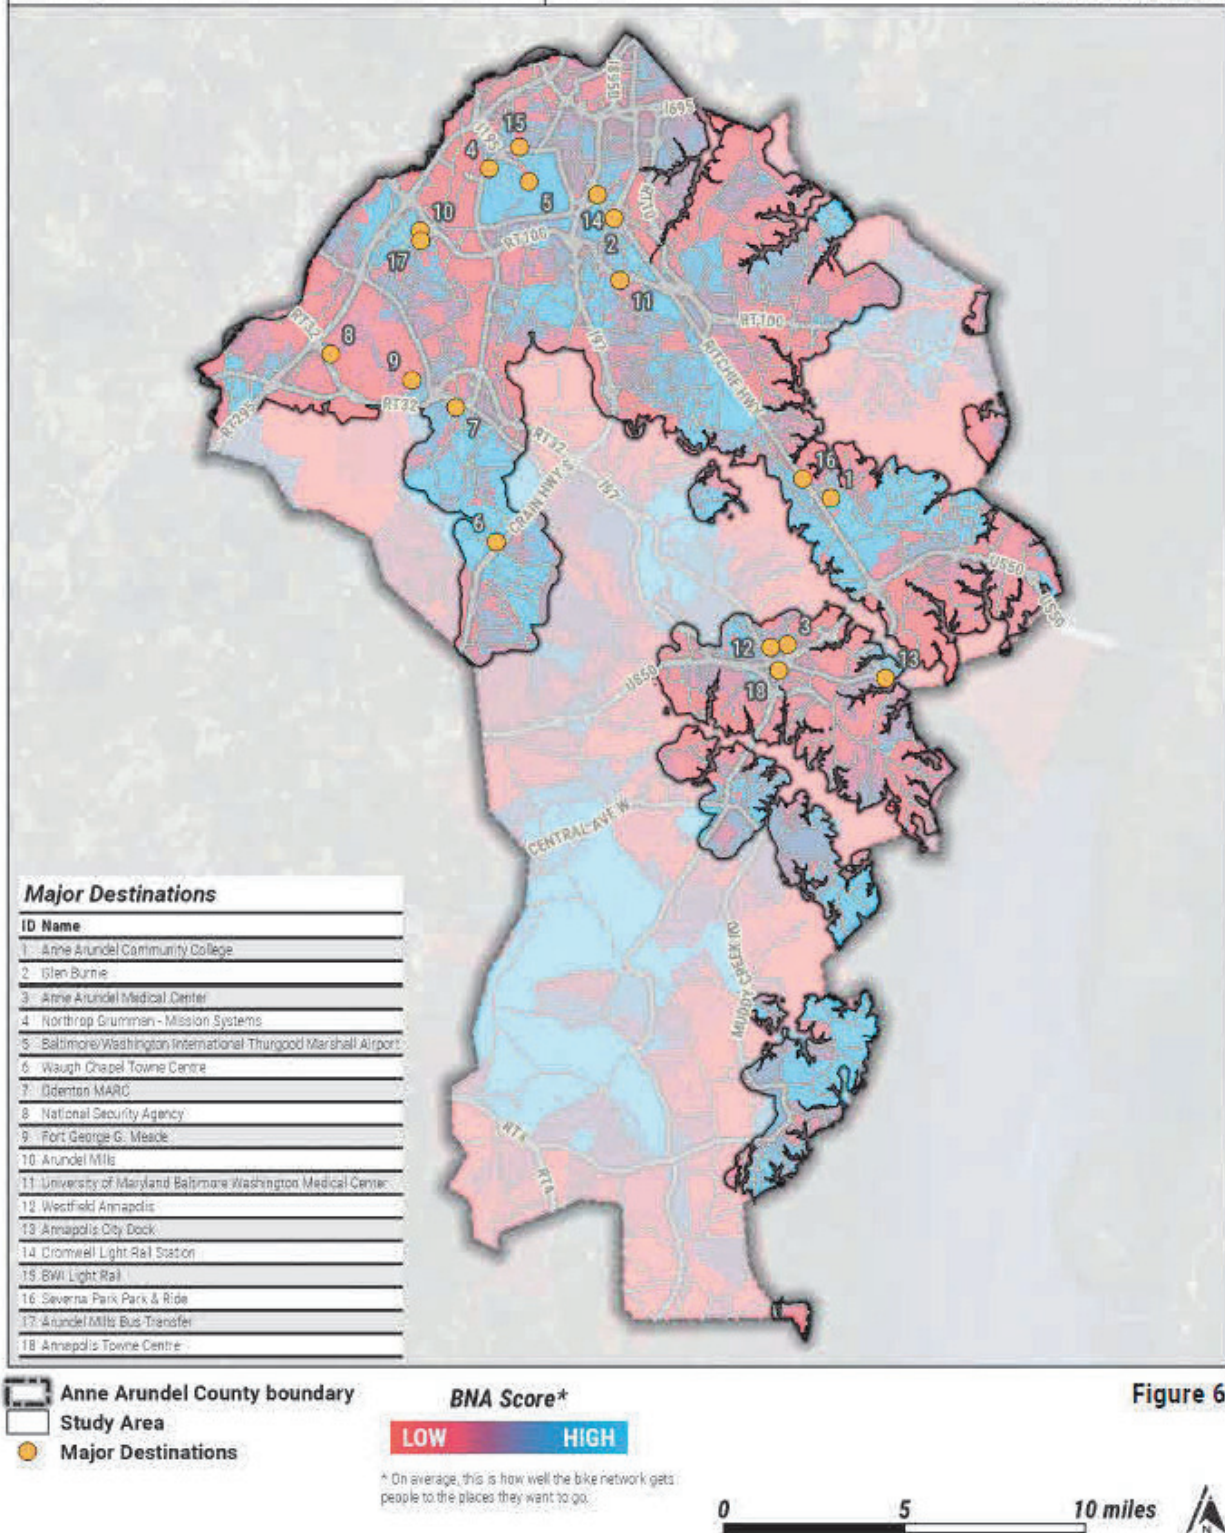 I895D
I695
15
U195
4
5
RT10
14
2
10
RT100
17
11
RT100
RT32
8
I97
RITCHIE HWY
9
RT32
RT295
7
RT32
CRAIN HWY S
I97
16
1
6
US50
US50
3
12
13
US50
18
CENTRAL AVE W
MUDDY CREEK RD
RT4
RT4
Major Destinations
ID Name
1 Anne Arundel Community College
2 Glen Burnie
3 Anne Arundel Medical Center
4 Northrop Grumman - Mission Systems
5 Baltimore/Washington International Thurgood Marshall Airport
6 Waugh Chapel Towne Centre
7 Odenton MARC
8 National Security Agency
9 Fort George G. Meade
10 Arundel Mills
11 University of Maryland Baltimore Washington Medical Center
12 Westfield Annapolis
13 Annapolis City Dock
14 Cromwell Light Rail Station
15 BWI Light Rail
16 Severna Park Park & Ride
17 Arundel Mills Bus Transfer
18 Annapolis Towne Centre
Anne Arundel County boundary
Study Area
Major Destinations
BNA Score*
LOW HIGH
* On average, this is how well the bike network gets
people to the places they want to go.
Figure 6
0 5 10 miles
N